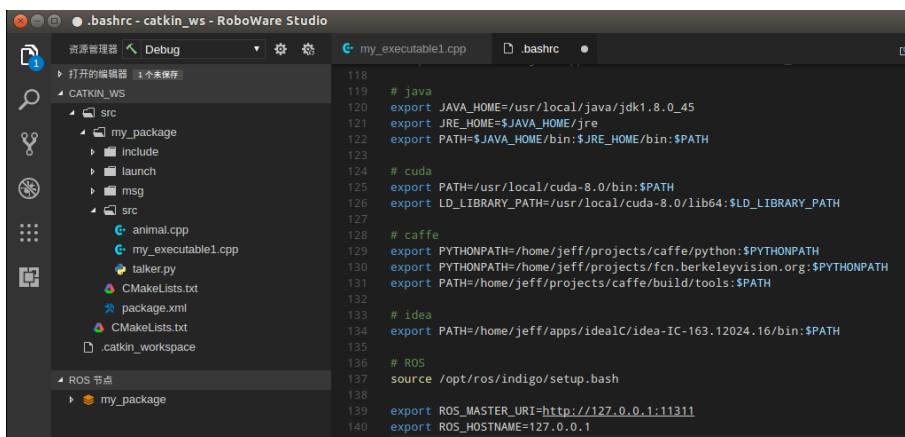 .bashrc - catkin_ws - RoboWare Studio
资源管理器 Debug
my_executable1.cpp .bashrc
1
打开的编辑器 1 个未保存
CATKIN_WS
src
my_package
include
launch
msg
src
animal.cpp
my_executable1.cpp
talker.py
CMakeLists.txt
package.xml
CMakeLists.txt
.catkin_workspace
ROS 节点
my_package
118
119 # java
120 export JAVA_HOME=/usr/local/java/jdk1.8.0_45
121 export JRE_HOME=$JAVA_HOME/jre
122 export PATH=$JAVA_HOME/bin:$JRE_HOME/bin:$PATH
123
124 # cuda
125 export PATH=/usr/local/cuda-8.0/bin:$PATH
126 export LD_LIBRARY_PATH=/usr/local/cuda-8.0/lib64:$LD_LIBRARY_PATH
127
128 # caffe
129 export PYTHONPATH=/home/jeff/projects/caffe/python:$PYTHONPATH
130 export PYTHONPATH=/home/jeff/projects/fcn.berkeleyvision.org:$PYTHONPATH
131 export PATH=/home/jeff/projects/caffe/build/tools:$PATH
132
133 # idea
134 export PATH=/home/jeff/apps/idealC/idea-IC-163.12024.16/bin:$PATH
135
136 # ROS
137 source /opt/ros/indigo/setup.bash
138
139 export ROS_MASTER_URI=http://127.0.0.1:11311
140 export ROS_HOSTNAME=127.0.0.1